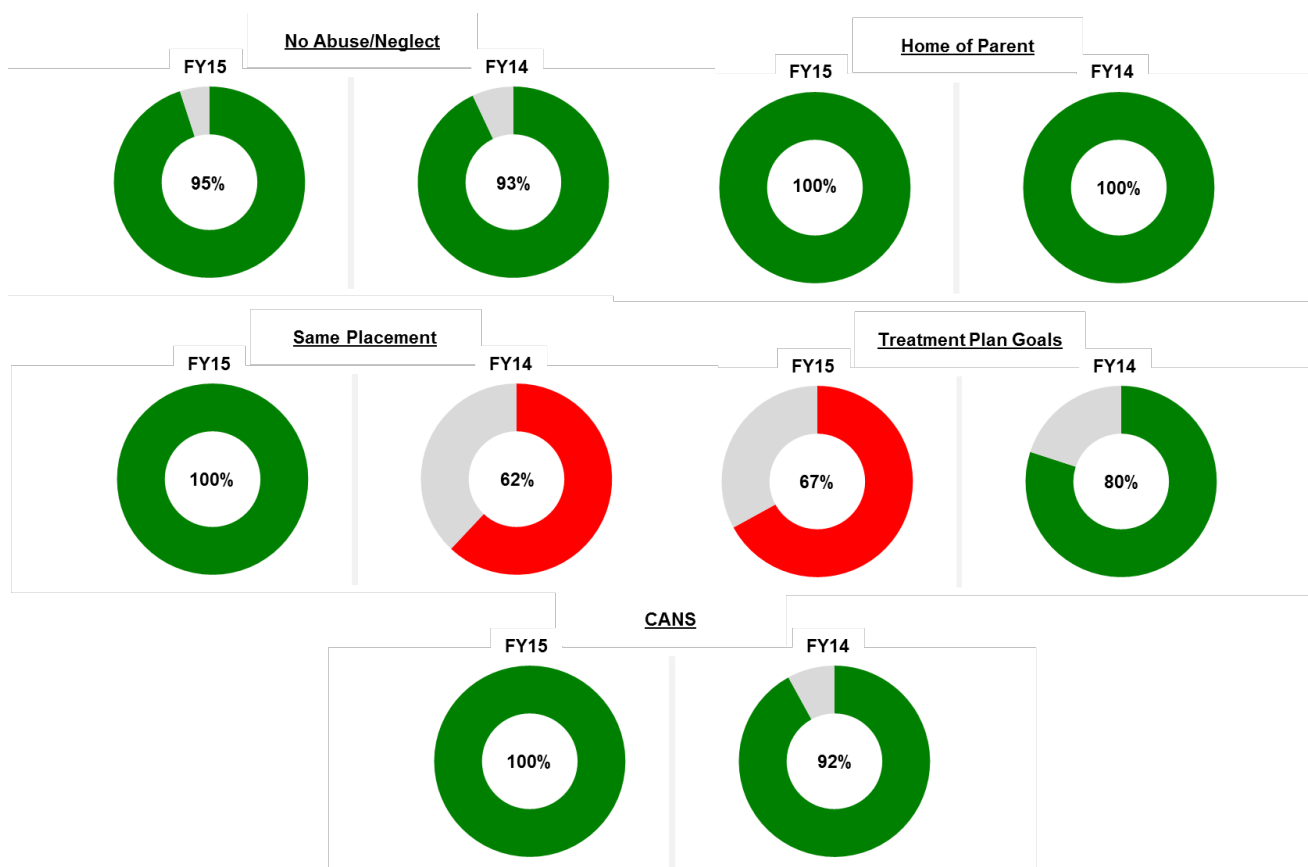 No Abuse/Neglect
FY15
FY14
95%
93%
Home of Parent
FY15
FY14
100%
100%
Same Placement
FY15
FY14
100%
62%
Treatment Plan Goals
FY15
FY14
67%
80%
CANS
FY15
FY14
100%
92%